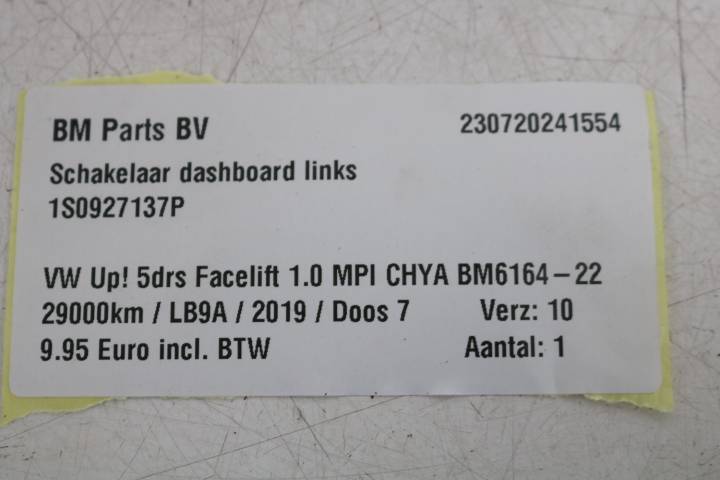 BM Parts BV 230720241554
Schakelaar dashboard links
1S0927137P
VW Up! 5drs Facelift 1.0 MPI CHYA BM6164-22
29000km / LB9A / 2019 / Doos 7 Verz: 10
9.95 Euro incl. BTW Aantal: 1